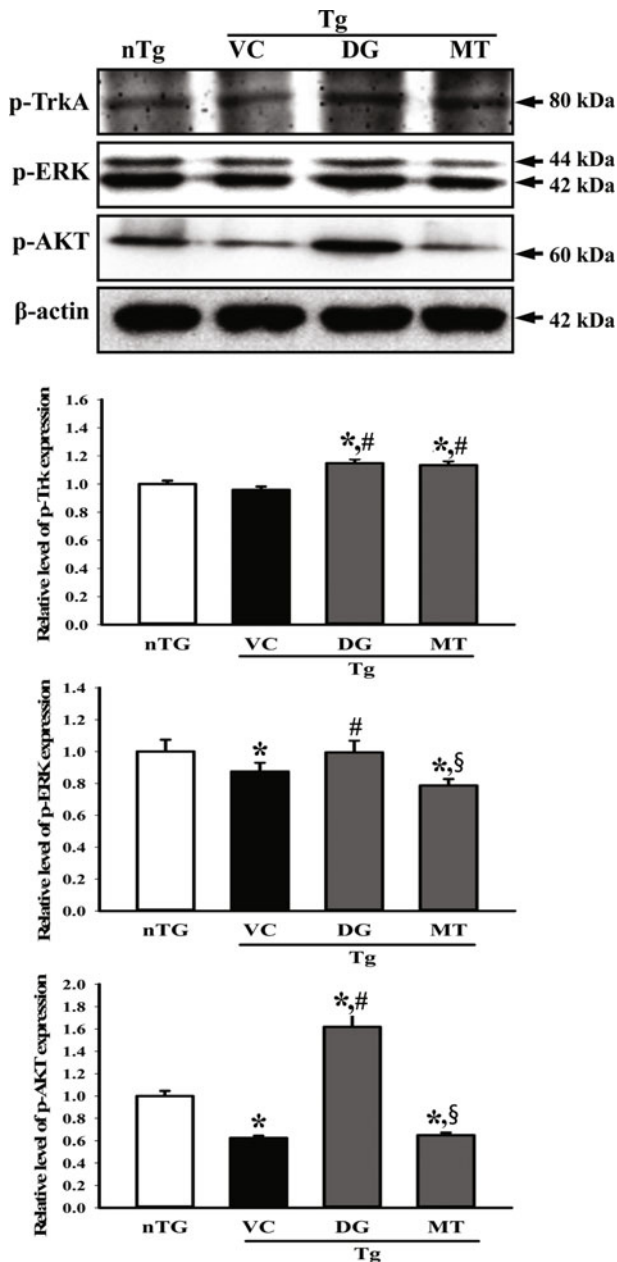 Tg
nTg VC DG MT
p-TrkA 80 kDa
p-ERK 44 kDa
42 kDa
p-AKT 60 kDa
β-actin 42 kDa
Relative level of p-Trk expression
1.6
1.4
1.2
1.0
0.8
0.6
0.4
0.2
0.0
*,# *,#
nTG VC DG MT
Tg
Relative level of p-ERK expression
1.4
1.2
1.0
0.8
0.6
0.4
0.2
0.0
* # *,§
nTG VC DG MT
Tg
Relative level of p-AKT expression
2.0
1.8
1.6
1.4
1.2
1.0
0.8
0.6
0.4
0.2
0.0
* *,# *,§
nTG VC DG MT
Tg